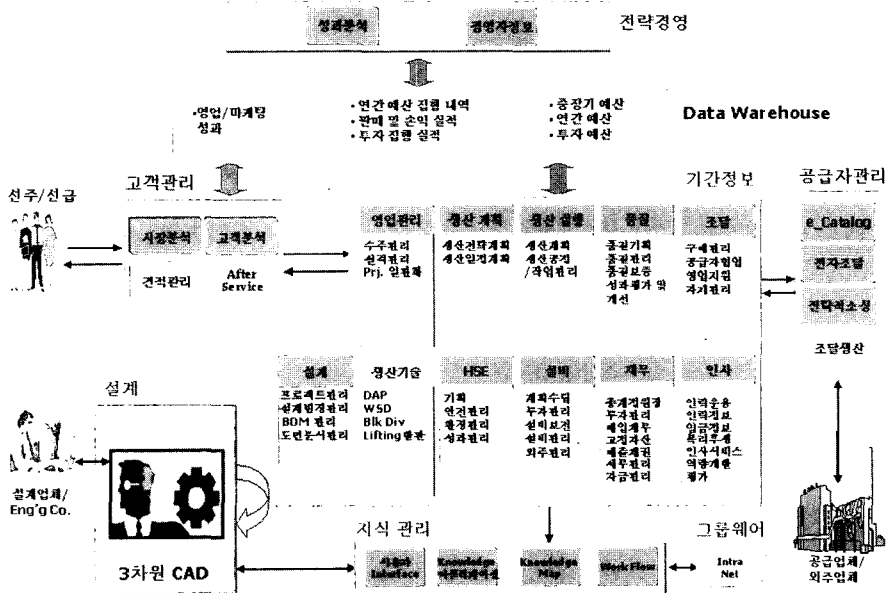 성과분석
경영자정보
전략경영
•영업/마케팅
성과
•연간 예산 집행 내역
•판매 및 손익 실적
•투자 집행 실적
•중장기 예산
•연간 예산
•투자 예산
Data Warehouse
선주/선급
고객관리
시장분석
고객분석
견적관리
After
Service
기간정보
영업관리
수주관리
실적관리
Prj. 일반화
생산 계획
생산전략계획
생산일정계획
생산 집행
생산계획
생산공정
/작업관리
품질
품질기획
품질관리
품질보증
성과평가 및
개선
조달
구매관리
공급자협업
영업지원
자재관리
공급자관리
e_Catalog
전자조달
전략적소싱
조달생산
설계
프로젝트관리
설계공정관리
BOM 관리
도면문서관리
생산기술
DAP
WSD
Blk Div
Lifting
HSE
기획
안전관리
환경관리
성과관리
설비
계획수립
투자관리
설비보전
설비관리
외주관리
재무
투자관리
매입채무
고정자산
매출채권
세무관리
자금관리
인사
인력운용
인력정보
임금정보
복리후생
인사서비스
역량개발
평가
설계
설계업체/
Eng'g Co.
3차원 CAD
지식 관리
사용자
Interface
Knowledge
Knowledge
Map
Work Flow
그룹웨어
Intra
Net
공급업체/
외주업체